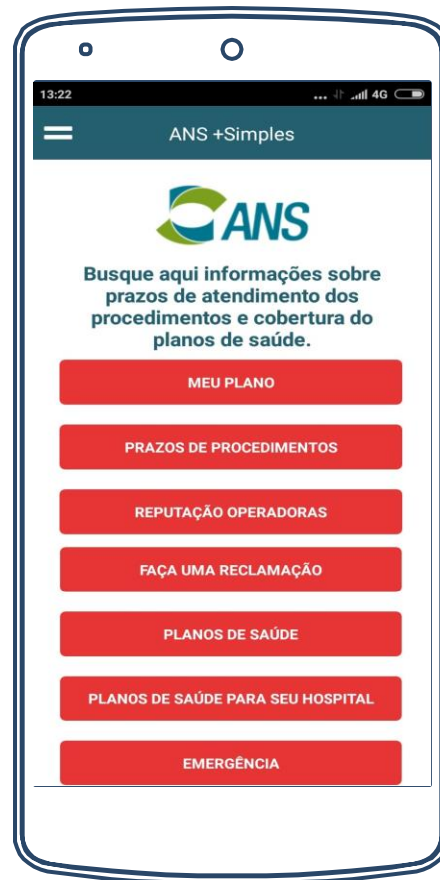 13:22
... 4G
ANS +Simples
ANS
Busque aqui informações sobre
prazos de atendimento dos
procedimentos e cobertura do
planos de saúde.
MEU PLANO
PRAZOS DE PROCEDIMENTOS
REPUTAÇÃO OPERADORAS
FAÇA UMA RECLAMAÇÃO
PLANOS DE SAÚDE
PLANOS DE SAÚDE PARA SEU HOSPITAL
EMERGÊNCIA